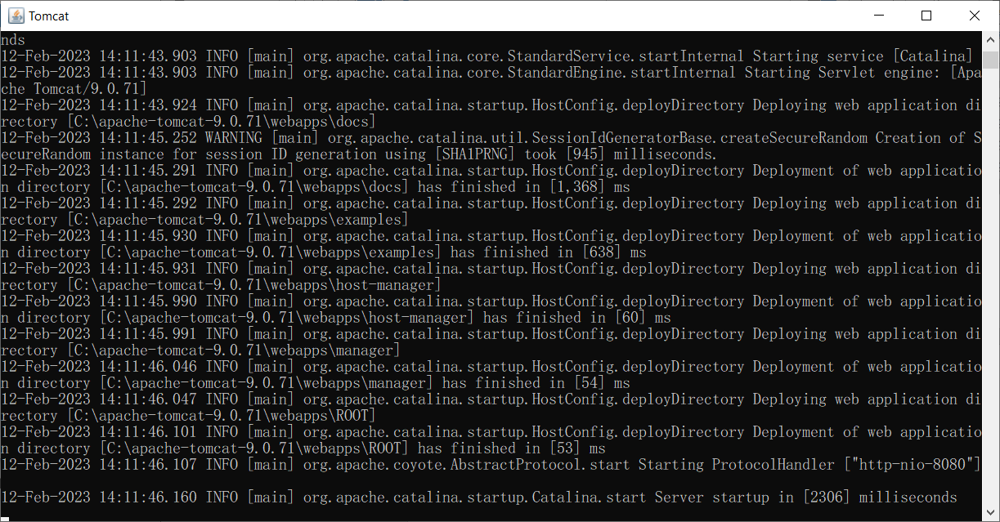 Tomcat
nds
12-Feb-2023 14:11:43.903 INFO [main] org.apache.catalina.core.StandardService.startInternal Starting service [Catalina]
12-Feb-2023 14:11:43.903 INFO [main] org.apache.catalina.core.StandardEngine.startInternal Starting Servlet engine: [Apa
che Tomcat/9.0.71]
12-Feb-2023 14:11:43.924 INFO [main] org.apache.catalina.startup.HostConfig.deployDirectory Deploying web application di
rectory [C:\apache-tomcat-9.0.71\webapps\docs]
12-Feb-2023 14:11:45.252 WARNING [main] org.apache.catalina.util.SessionIdGeneratorBase.createSecureRandom Creation of S
ecureRandom instance for session ID generation using [SHA1PRNG] took [945] milliseconds.
12-Feb-2023 14:11:45.291 INFO [main] org.apache.catalina.startup.HostConfig.deployDirectory Deployment of web applicatio
n directory [C:\apache-tomcat-9.0.71\webapps\docs] has finished in [1,368] ms
12-Feb-2023 14:11:45.292 INFO [main] org.apache.catalina.startup.HostConfig.deployDirectory Deploying web application di
rectory [C:\apache-tomcat-9.0.71\webapps\examples]
12-Feb-2023 14:11:45.930 INFO [main] org.apache.catalina.startup.HostConfig.deployDirectory Deployment of web applicatio
n directory [C:\apache-tomcat-9.0.71\webapps\examples] has finished in [638] ms
12-Feb-2023 14:11:45.931 INFO [main] org.apache.catalina.startup.HostConfig.deployDirectory Deploying web application di
rectory [C:\apache-tomcat-9.0.71\webapps\host-manager]
12-Feb-2023 14:11:45.990 INFO [main] org.apache.catalina.startup.HostConfig.deployDirectory Deployment of web applicatio
n directory [C:\apache-tomcat-9.0.71\webapps\host-manager] has finished in [60] ms
12-Feb-2023 14:11:45.991 INFO [main] org.apache.catalina.startup.HostConfig.deployDirectory Deploying web application di
rectory [C:\apache-tomcat-9.0.71\webapps\manager]
12-Feb-2023 14:11:46.046 INFO [main] org.apache.catalina.startup.HostConfig.deployDirectory Deployment of web applicatio
n directory [C:\apache-tomcat-9.0.71\webapps\manager] has finished in [54] ms
12-Feb-2023 14:11:46.047 INFO [main] org.apache.catalina.startup.HostConfig.deployDirectory Deploying web application di
rectory [C:\apache-tomcat-9.0.71\webapps\ROOT]
12-Feb-2023 14:11:46.101 INFO [main] org.apache.catalina.startup.HostConfig.deployDirectory Deployment of web applicatio
n directory [C:\apache-tomcat-9.0.71\webapps\ROOT] has finished in [53] ms
12-Feb-2023 14:11:46.107 INFO [main] org.apache.coyote.AbstractProtocol.start Starting ProtocolHandler ["http-nio-8080"]
12-Feb-2023 14:11:46.160 INFO [main] org.apache.catalina.startup.Catalina.start Server startup in [2306] milliseconds